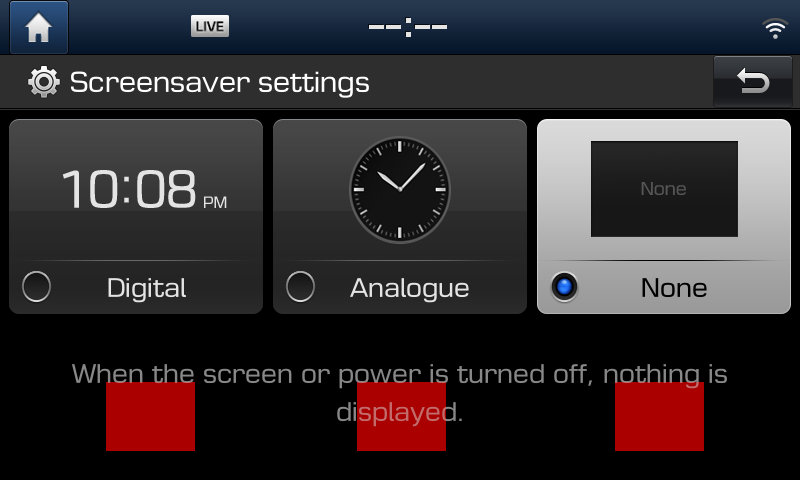 LIVE
--:--
Screensaver settings
10:08 PM
None
Digital
Analogue
None
When the screen or power is turned off, nothing is
displayed.